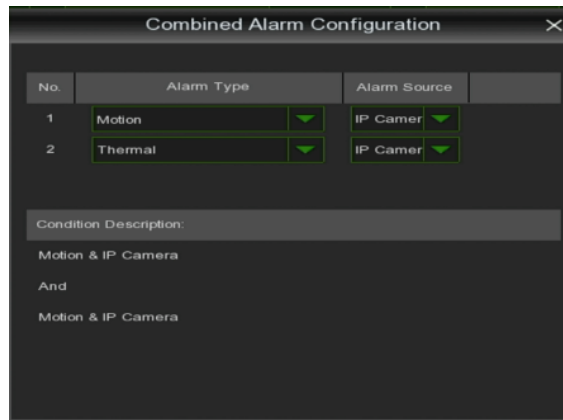 Combined Alarm Configuration
No. Alarm Type Alarm Source
1 Motion IP Camer
2 Thermal IP Camer
Condition Description:
Motion & IP Camera
And
Motion & IP Camera